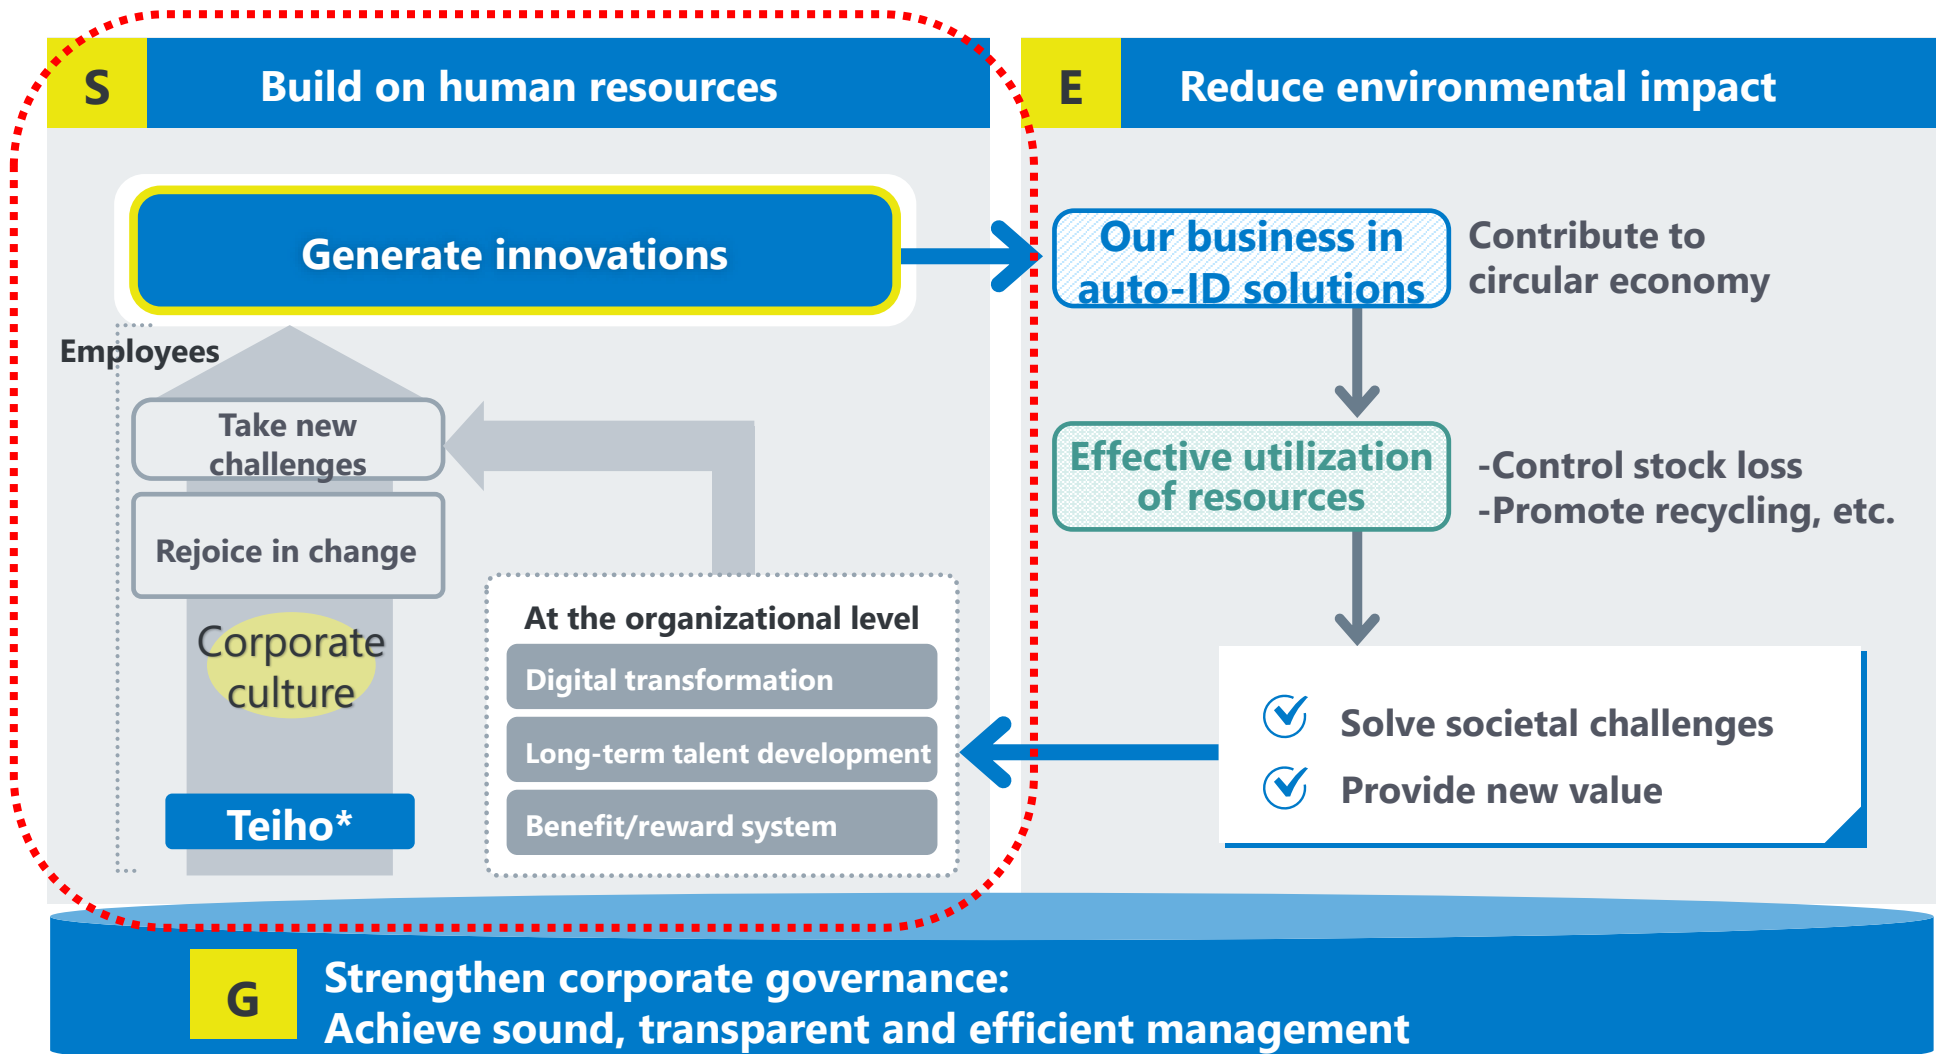 S
Build on human resources
Generate innovations
Employees
Take new
challenges
Rejoice in change
Corporate
culture
Teiho*
At the organizational level
Digital transformation
Long-term talent development
Benefit/reward system
E
Reduce environmental impact
Our business in
auto-ID solutions
Contribute to
circular economy
Effective utilization
of resources
-Control stock loss
-Promote recycling, etc.
Solve societal challenges
Provide new value
G
Strengthen corporate governance:
Achieve sound, transparent and efficient management